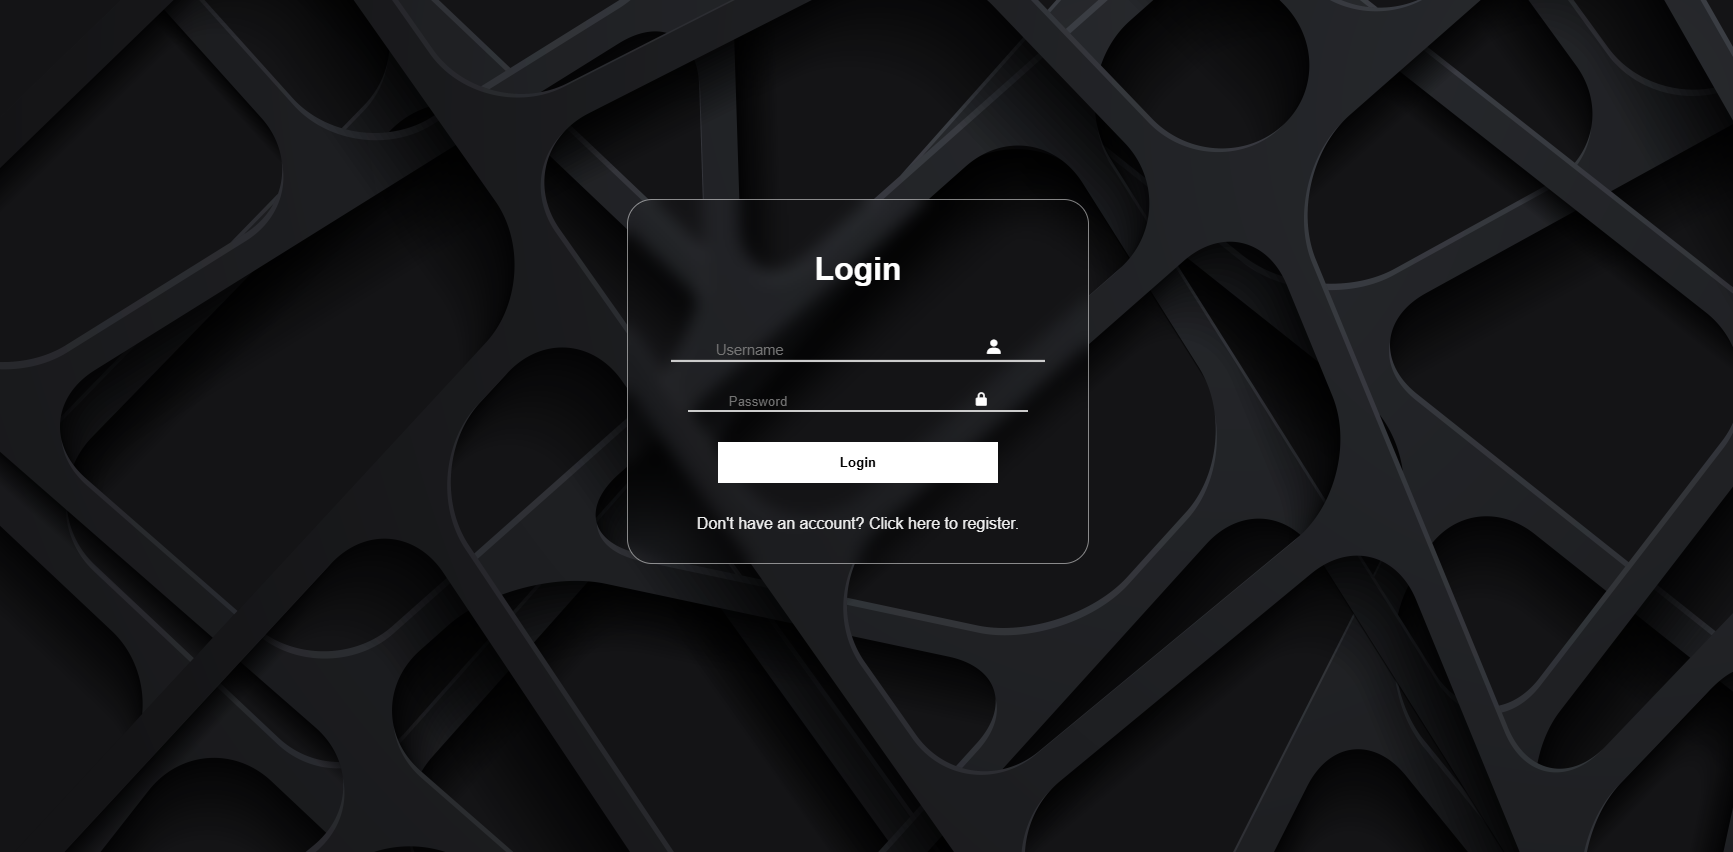 Login
Username
Password
Login
Don't have an account? Click here to register.